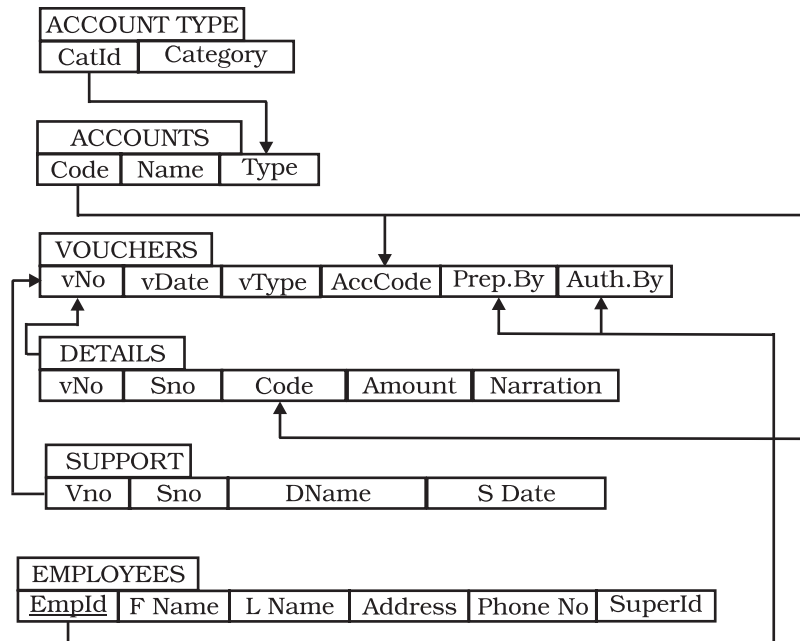 ACCOUNT TYPE
CatId Category
ACCOUNTS
Code Name Type
VOUCHERS
vNo vDate vType AccCode Prep.By Auth.By
DETAILS
vNo Sno Code Amount Narration
SUPPORT
Vno Sno DName S Date
EMPLOYEES
EmpId F Name L Name Address Phone No SuperId